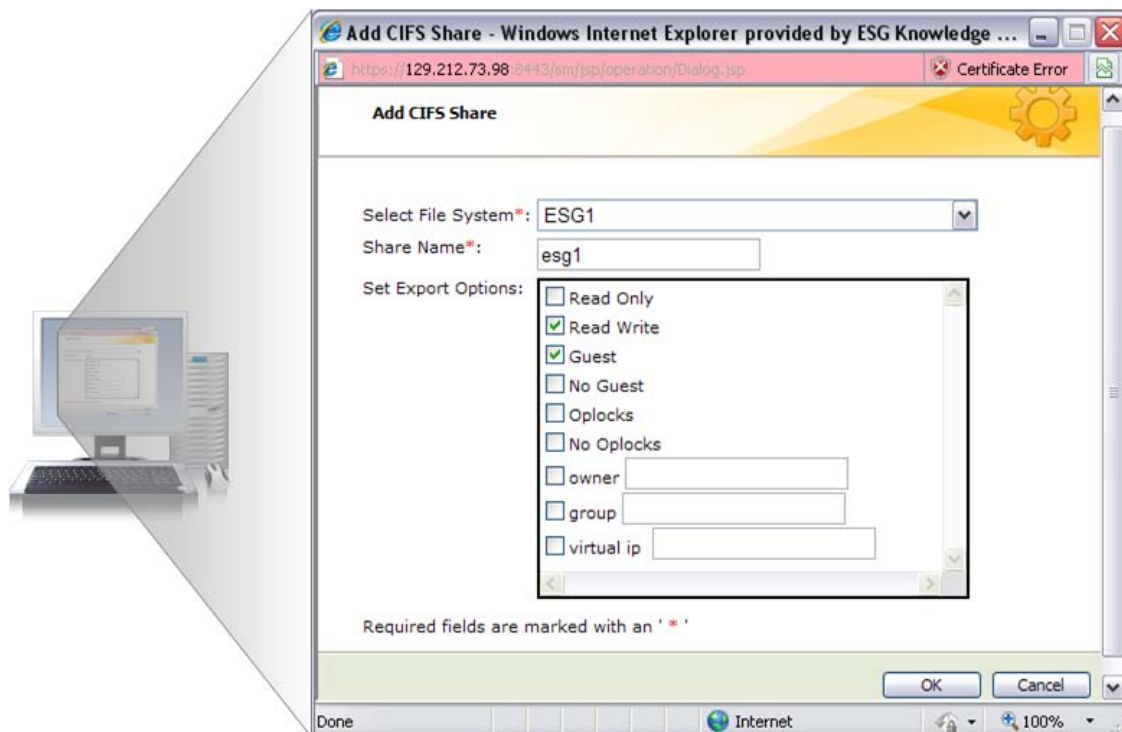 Add CIFS Share - Windows Internet Explorer provided by ESG Knowledge ...
https://129.212.73.98:8443/sm/jsp/operation/Dialog.jsp Certificate Error
Add CIFS Share
Select File System*: ESG1
Share Name*: esg1
Set Export Options:
Read Only
Read Write
Guest
No Guest
Oplocks
No Oplocks
owner
group
virtual ip
Required fields are marked with an ' * '
OK Cancel
Done Internet 100%